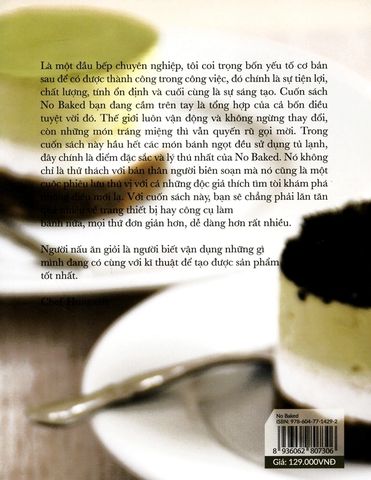 Là một đầu bếp chuyên nghiệp, tôi coi trọng bốn yếu tố cơ bản
sau để có được thành công trong công việc, đó chính là sự tiện lợi,
chất lượng, tính ổn định và cuối cùng là sự sáng tạo. Cuốn sách
No Baked bạn đang cầm trên tay là tổng hợp của cả bốn điều
tuyệt vời đó. Thế giới luôn vận động và không ngừng thay đổi,
còn những món tráng miệng thì vẫn quyến rũ gọi mời. Trong
cuốn sách này hầu hết các món bánh ngọt đều sử dụng tủ lạnh,
đây chính là điểm đặc sắc và lý thú nhất của No Baked. Nó không
chỉ là thử thách với bản thân người biên soạn mà nó cũng là một
cuộc phiêu lưu thú vị với cả những độc giả thích tìm tòi khám phá
những điều mới lạ. Với cuốn sách này, bạn sẽ chẳng phải lăn tăn
quá nhiều về trang thiết bị hay công cụ làm
bánh nữa, mọi thứ đơn giản hơn, dễ dàng hơn rất nhiều.
Người nấu ăn giỏi là người biết vận dụng những gì
mình đang có cùng với kĩ thuật để tạo được sản phẩm
tốt nhất.
Chef
No Baked
ISBN: 978-604-77-1429-2
8 936062 807306
Giá: 129.000VNĐ